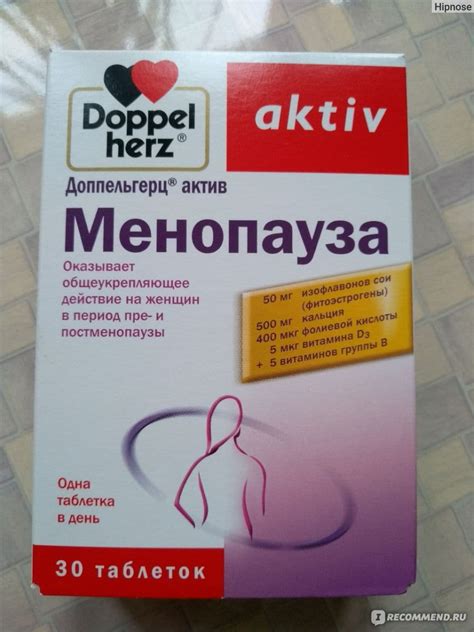 Hipnose
Doppel
herz®
aktiv
Доппельгерц® актив
Менопауза
Оказывает
общеукрепляющее
действие на женщин
в период пре- и
постменопаузы
50 мг изофлавонов сои
(фитоэстрогены)
500 мг кальция
400 мкг фолиевой кислоты
5 мкг витамина D3
+ 5 витаминов группы В
Одна
таблетка
в день
30 таблеток
IRECOMMEND.RU